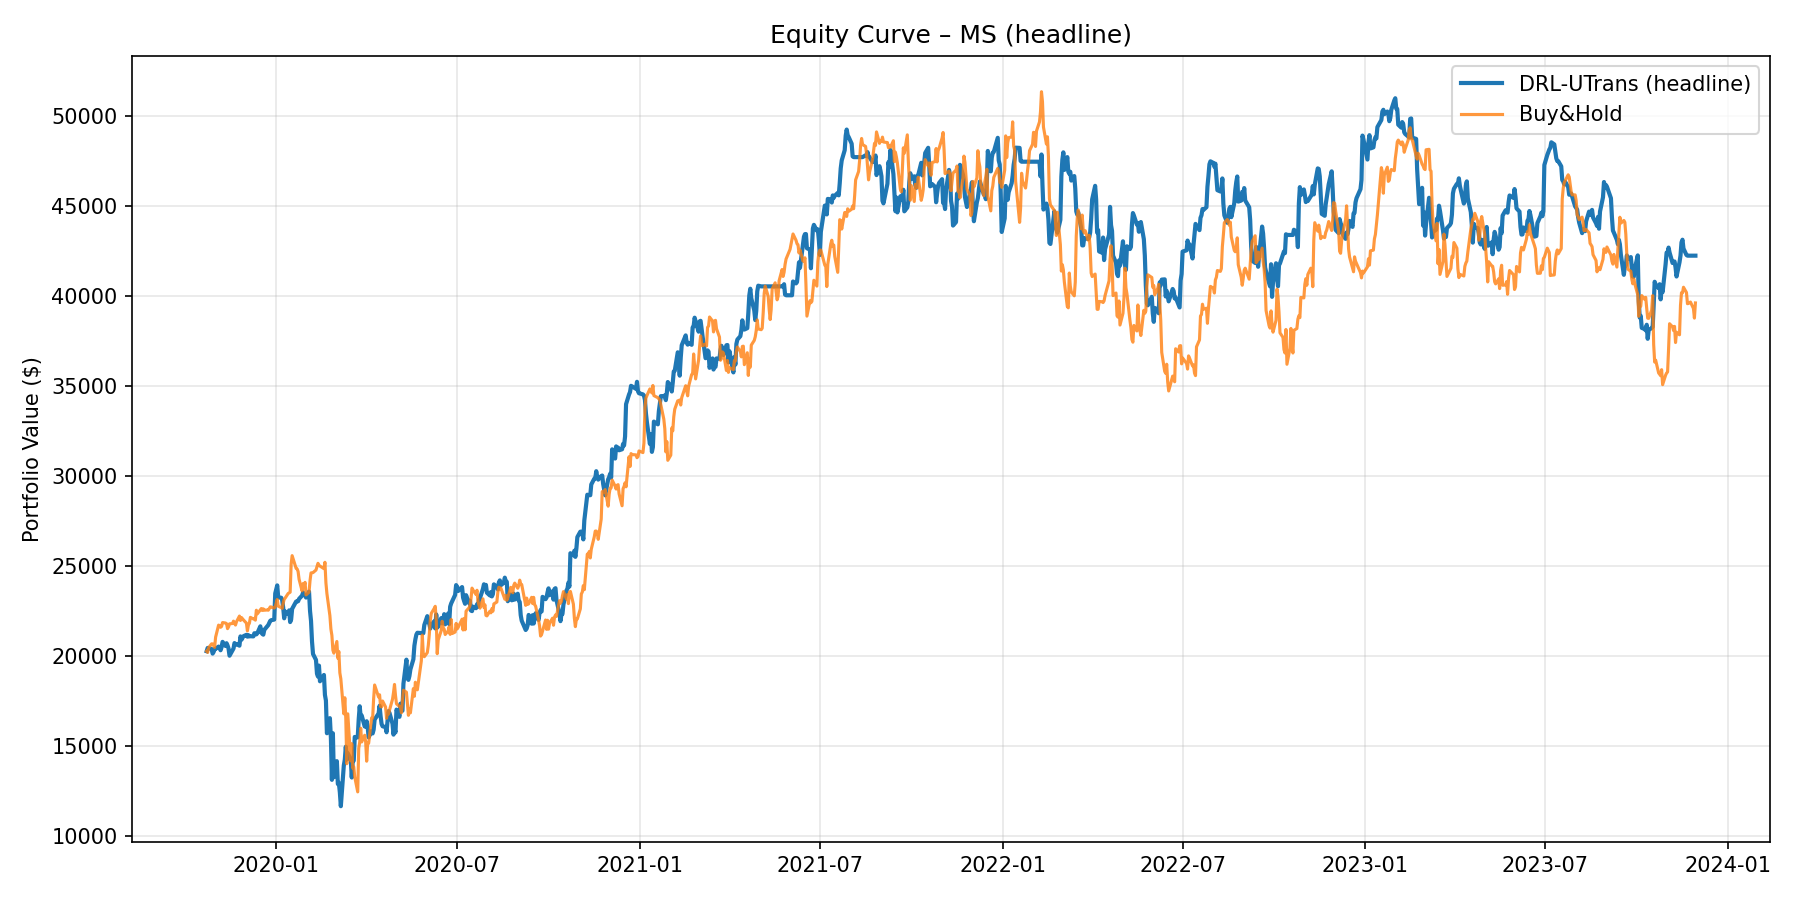 Equity Curve – MS (headline)
DRL-UTrans (headline)
Buy&Hold
Portfolio Value ($)
50000
45000
40000
35000
30000
25000
20000
15000
10000
2020-01 2020-07 2021-01 2021-07 2022-01 2022-07 2023-01 2023-07 2024-01